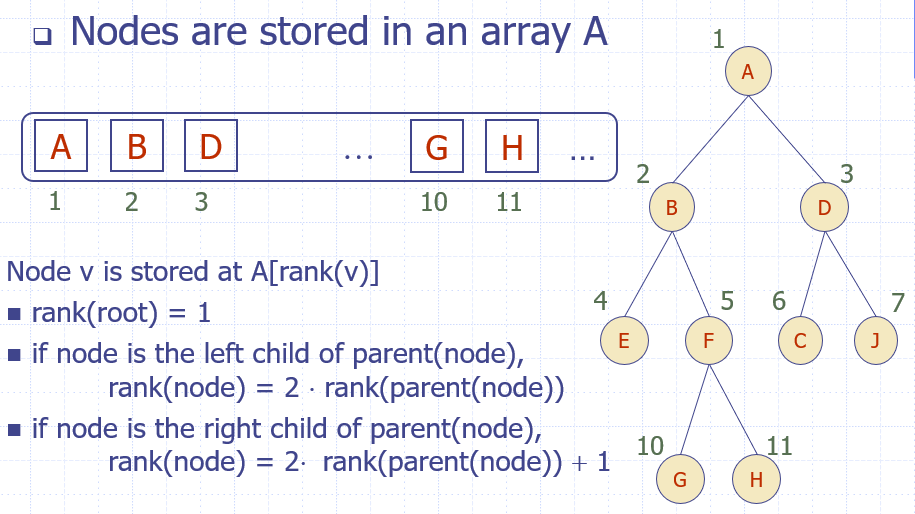 ❑ Nodes are stored in an array A
A B D … G H …
1 2 3 10 11
Node v is stored at A[rank(v)]
■ rank(root) = 1
■ if node is the left child of parent(node),
rank(node) = 2 · rank(parent(node))
■ if node is the right child of parent(node),
rank(node) = 2· rank(parent(node)) + 1
1
A
2 3
B D
4 5 6 7
E F C J
10 11
G H